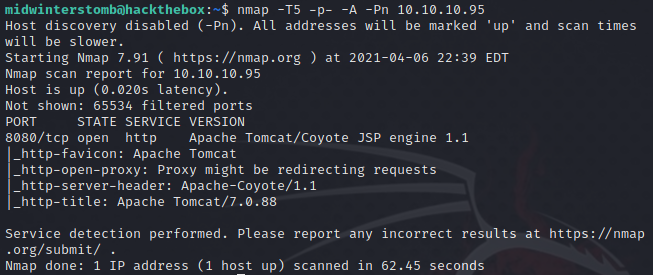 midwinterstomb@hackthebox:~$ nmap -T5 -p- -A -Pn 10.10.10.95
Host discovery disabled (-Pn). All addresses will be marked 'up' and scan times
will be slower.
Starting Nmap 7.91 ( https://nmap.org ) at 2021-04-06 22:39 EDT
Nmap scan report for 10.10.10.95
Host is up (0.020s latency).
Not shown: 65534 filtered ports
PORT     STATE SERVICE VERSION
8080/tcp open  http    Apache Tomcat/Coyote JSP engine 1.1
|_http-favicon: Apache Tomcat
|_http-open-proxy: Proxy might be redirecting requests
|_http-server-header: Apache-Coyote/1.1
|_http-title: Apache Tomcat/7.0.88
Service detection performed. Please report any incorrect results at https://nmap
.org/submit/ .
Nmap done: 1 IP address (1 host up) scanned in 62.45 seconds